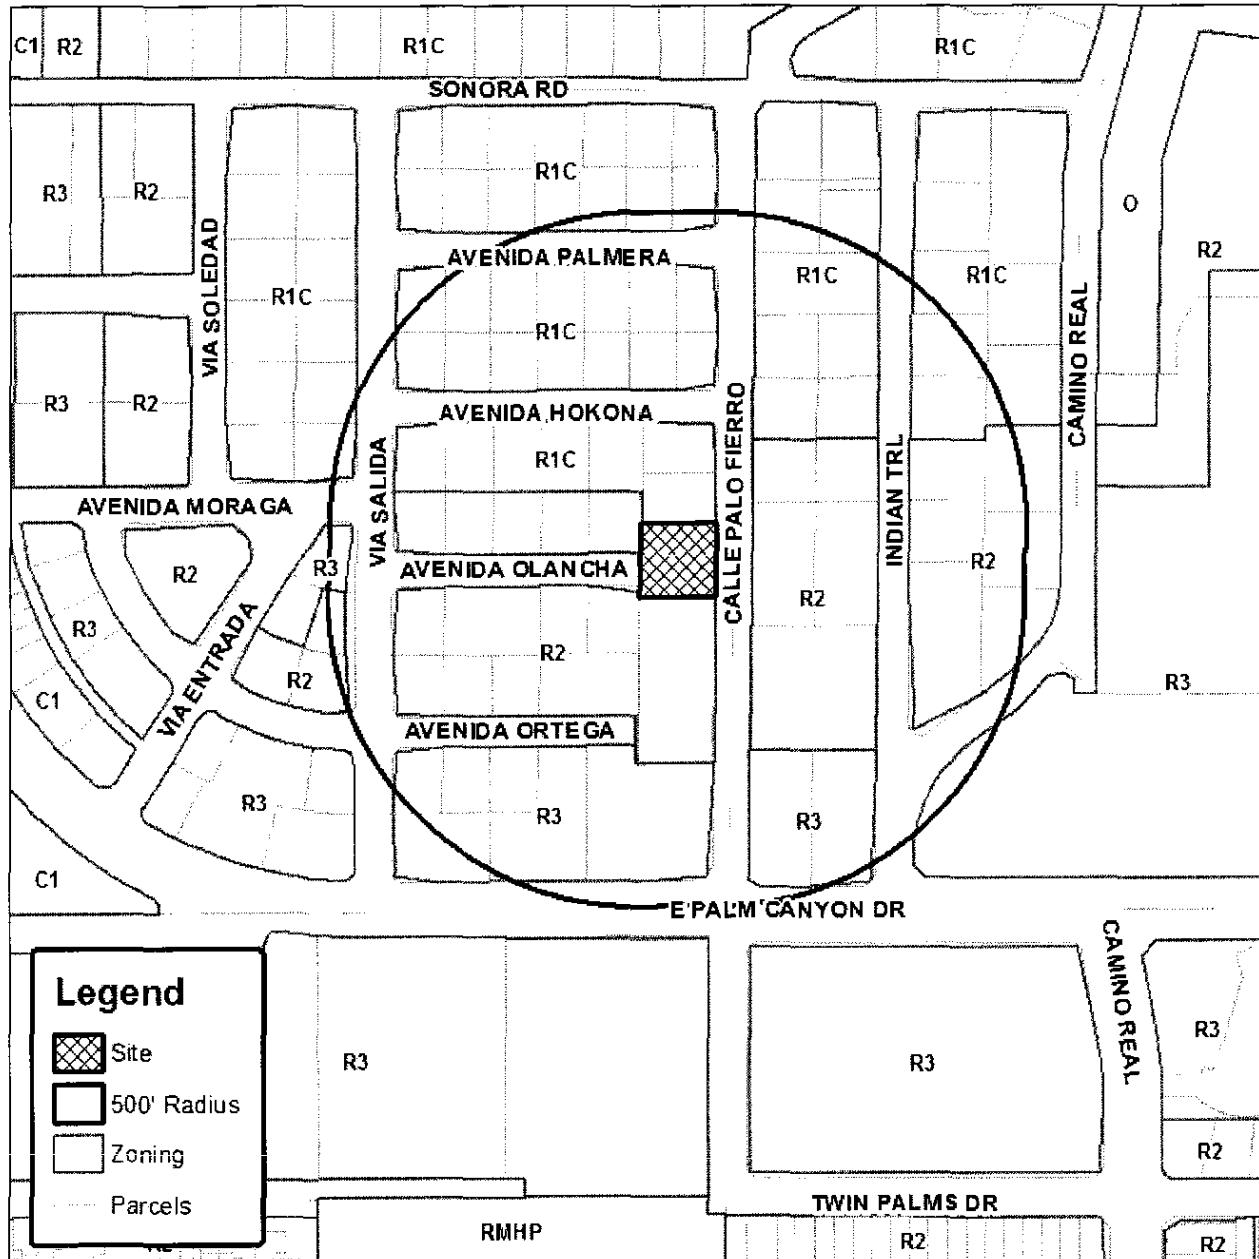 C1 R2 R1C R1C
SONORA RD
R3 R2 R1C R1C O R2
VIA SOLEDAD
AVENIDA PALMERA
R1C R1C R1C
CAMINO REAL
R1C
R3 R2
AVENIDA HOKONA
CALLE PALO FIERRO
VIA SALIDA
R1C
INDIAN TRL
AVENIDA MORAGA
R2 R3
AVENIDA OLANCHA
R2
R2
R3
VIA ENTRADA
R2
R2
R3
C1
AVENIDA ORTEGA
R3 R3 R3
C1
E PALM CANYON DR
CAMINO REAL
Legend
Site
500' Radius
Zoning
Parcels
R3 R3 R3
R2
TWIN PALMS DR
RMHP R2 R2